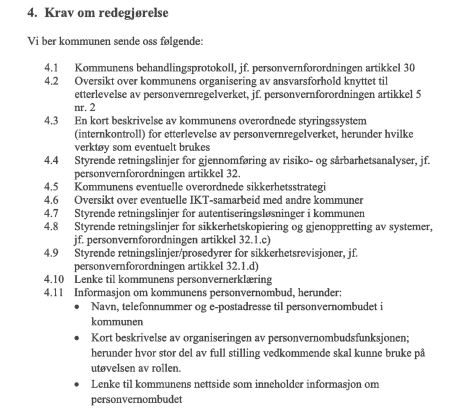 4. Krav om redegjørelse
Vi ber kommunen sende oss følgende:
4.1 Kommunens behandlingsprotokoll, jf. personvernforordningen artikkel 30
4.2 Oversikt over kommunens organisering av ansvarsforhold knyttet til
etterlevelse av personvernregelverket, jf. personvernforordningen artikkel 5
nr. 2
4.3 En kort beskrivelse av kommunens overordnede styringssystem
(internkontroll) for etterlevelse av personvernregelverket, herunder hvilke
verktøy som eventuelt brukes
4.4 Styrende retningslinjer for gjennomføring av risiko- og sårbarhetsanalyser, jf.
personvernforordningen artikkel 32.
4.5 Kommunens eventuelle overordnede sikkerhetsstrategi
4.6 Oversikt over eventuelle IKT-samarbeid med andre kommuner
4.7 Styrende retningslinjer for autentiseringsløsninger i kommunen
4.8 Styrende retningslinjer for sikkerhetskopiering og gjenoppretting av systemer,
jf. personvernforordningen artikkel 32.1.c)
4.9 Styrende retningslinjer/prosedyrer for sikkerhetsrevisjoner, jf.
personvernforordningen artikkel 32.1.d)
4.10 Lenke til kommunens personvernerklæring
4.11 Informasjon om kommunens personvernombud, herunder:
• Navn, telefonnummer og e-postadresse til personvernombudet i
kommunen
• Kort beskrivelse av organiseringen av personvernombudsfunksjonen;
herunder hvor stor del av full stilling vedkommende skal kunne bruke på
utøvelsen av rollen.
• Lenke til kommunens nettside som inneholder informasjon om
personvernombudet